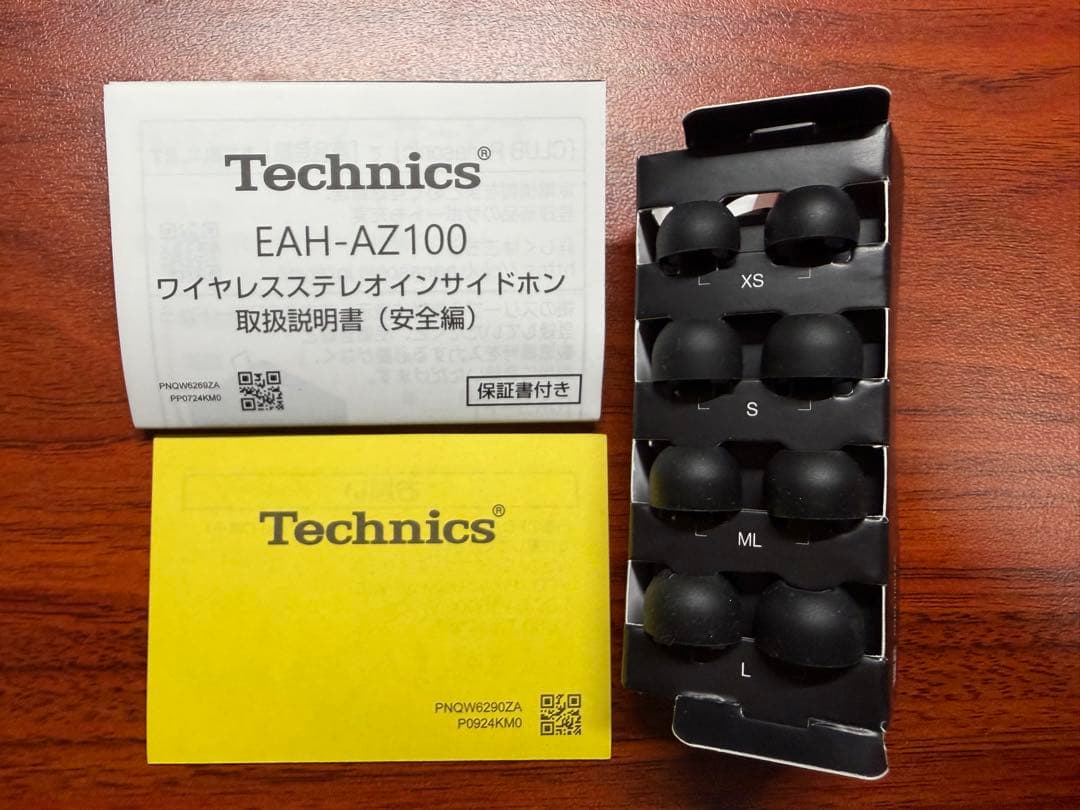 Technics®
EAH-AZ100
ワイヤレスステレオインサイドホン
取扱説明書（安全編）
PNQW6269ZA
PP0724KM0
保証書付き
Technics®
PNQW6290ZA
P0924KM0
XS
S
ML
L